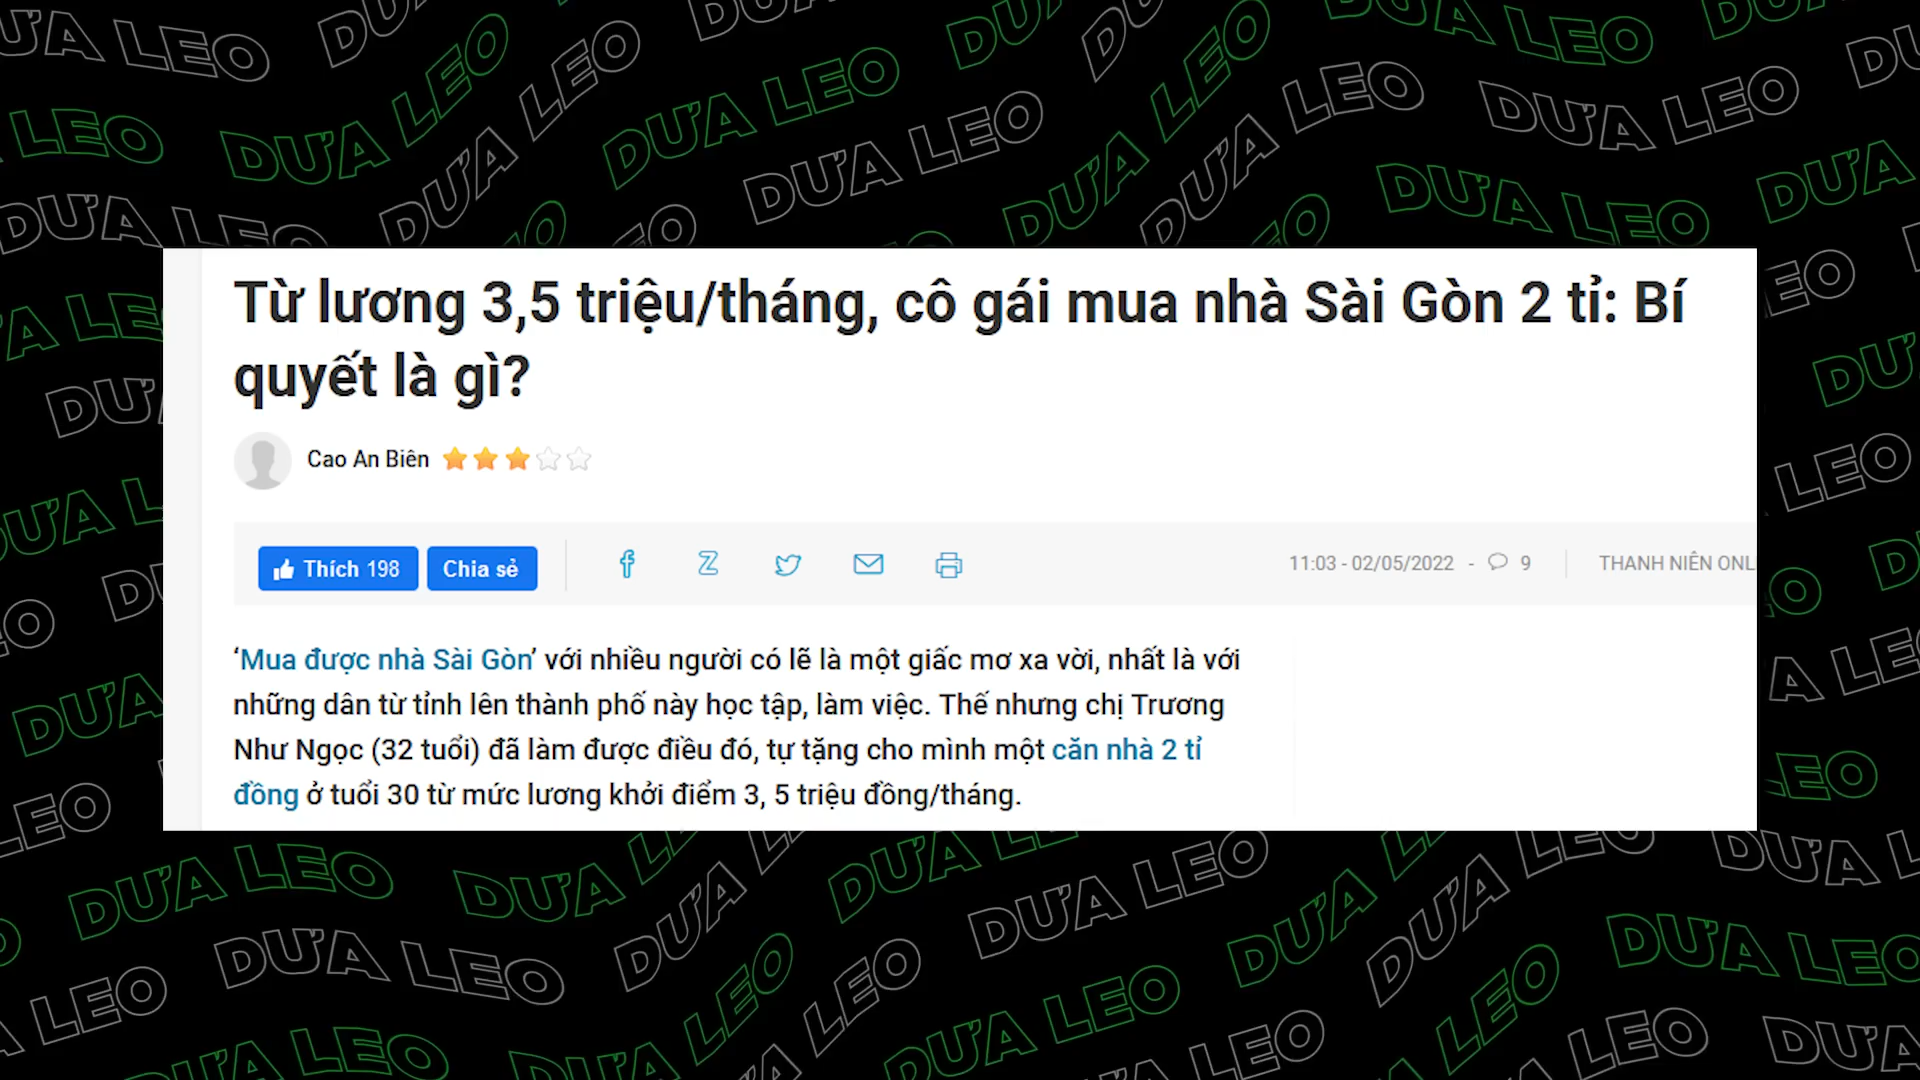 Từ lương 3,5 triệu/tháng, cô gái mua nhà Sài Gòn 2 tỉ: Bí
quyết là gì?
Cao An Biên
Thích 198 Chia sẻ
11:03 - 02/05/2022 - 9 THANH NIÊN ONL
‘Mua được nhà Sài Gòn’ với nhiều người có lẽ là một giấc mơ xa vời, nhất là với
những dân từ tỉnh lên thành phố này học tập, làm việc. Thế nhưng chị Trương
Như Ngọc (32 tuổi) đã làm được điều đó, tự tặng cho mình một căn nhà 2 tỉ
đồng ở tuổi 30 từ mức lương khởi điểm 3, 5 triệu đồng/tháng.
DƯA LEO